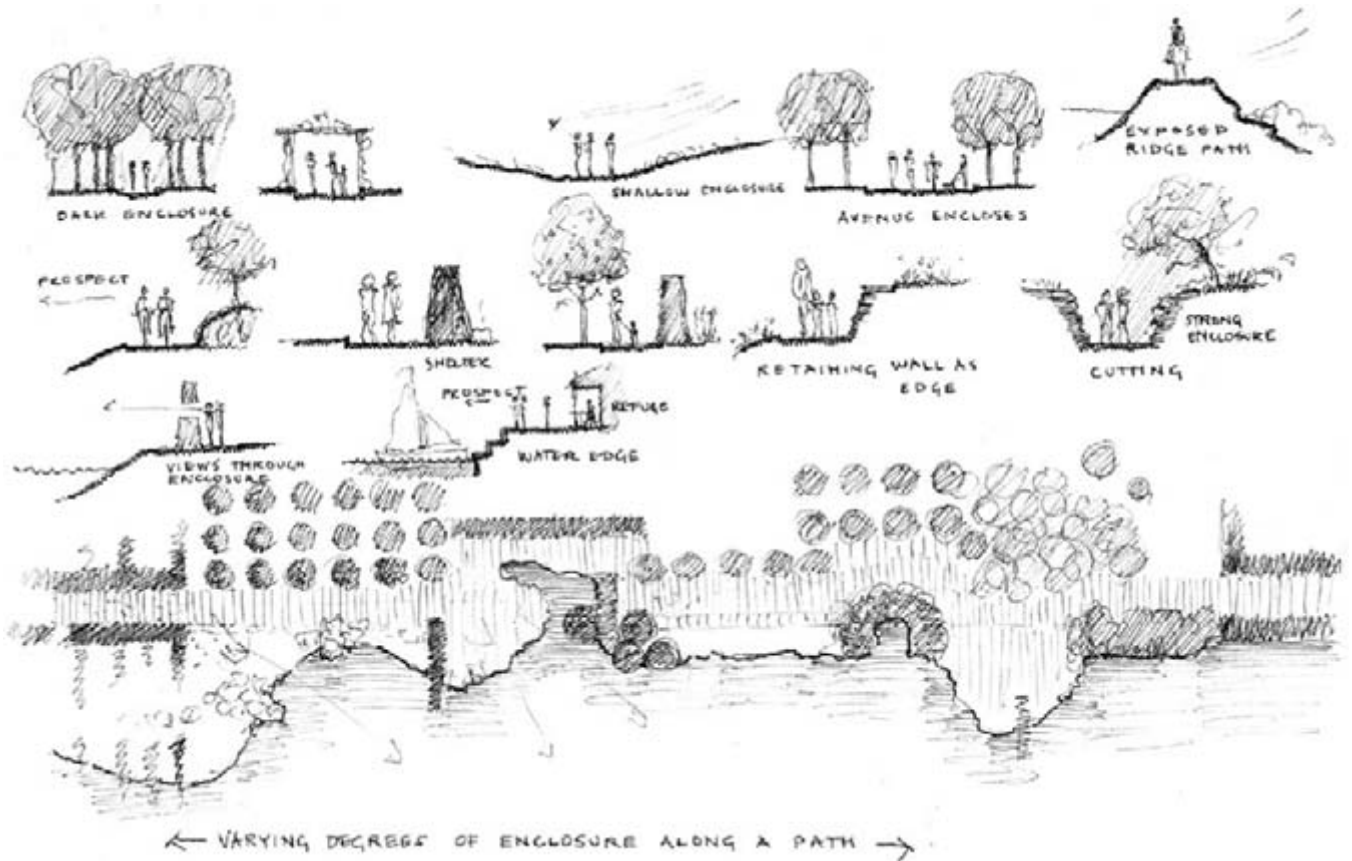 DARK ENCLOSURE
SHALLOW ENCLOSURE
AVENUE ENCLOSES
EXPOSED
RIDGE PATH
PROSPECT
SHELTER
RETAINING WALL AS
EDGE
CUTTING
STRONG
ENCLOSURE
VIEWS THROUGH
ENCLOSURE
PROSPECT
REFUGE
WATER EDGE
← VARYING DEGREES OF ENCLOSURE ALONG A PATH →